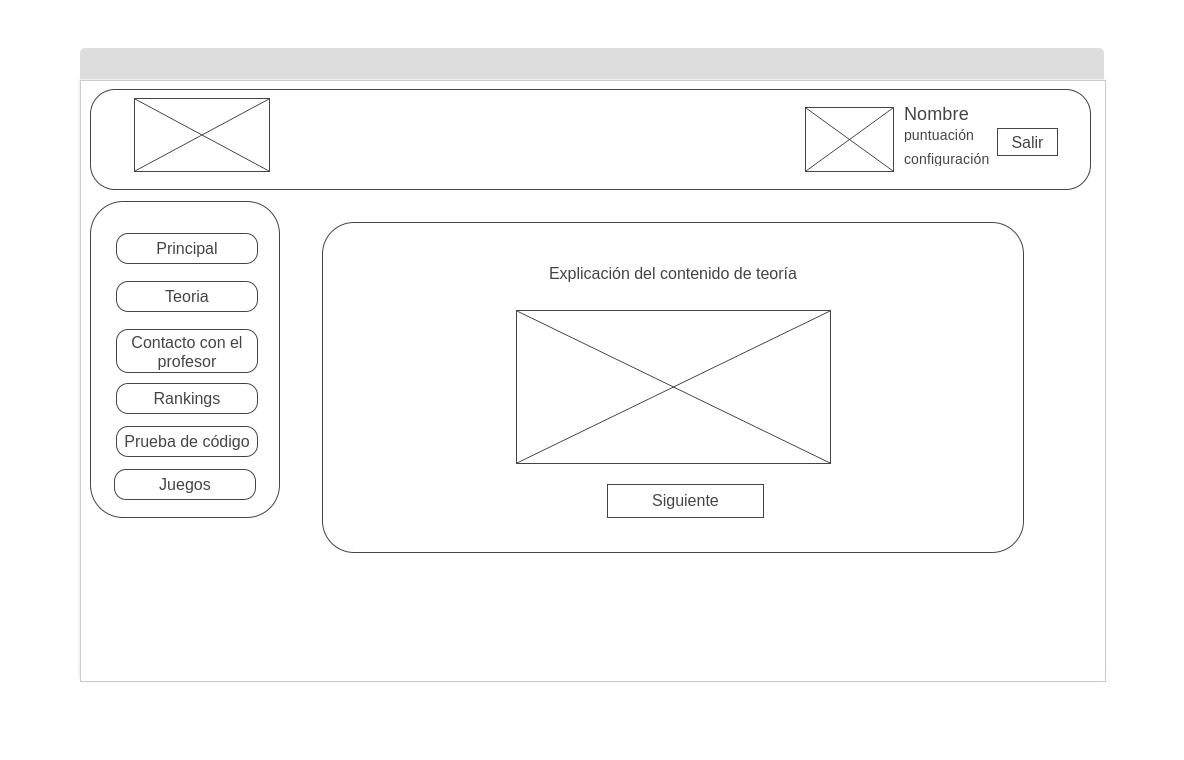 Nombre
puntuación
configuración
Salir
Principal
Teoria
Contacto con el
profesor
Rankings
Prueba de código
Juegos
Explicación del contenido de teoría
Siguiente